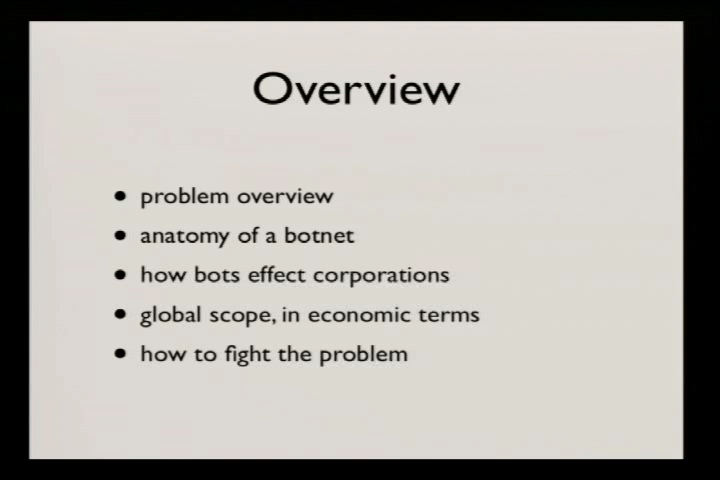 Overview
• problem overview
• anatomy of a botnet
• how bots effect corporations
• global scope, in economic terms
• how to fight the problem